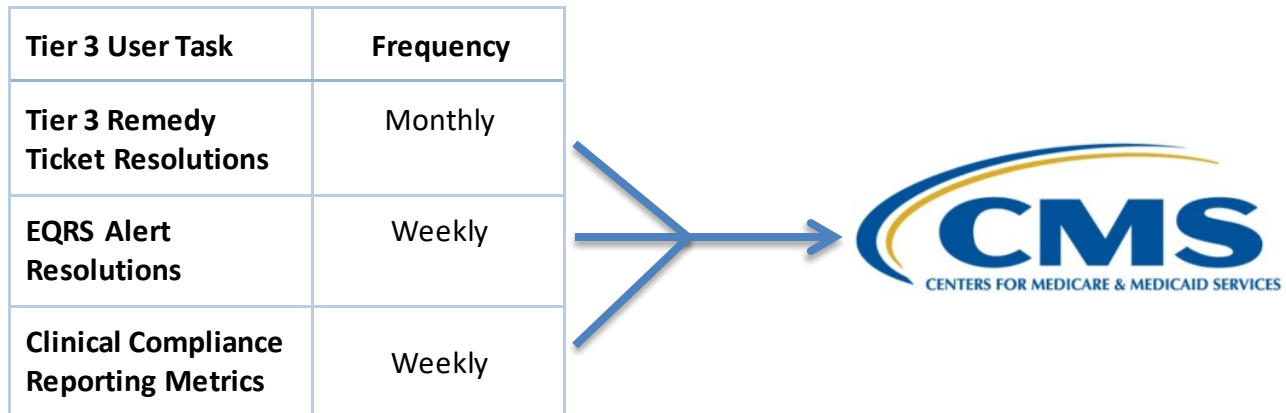 Tier 3 User Task Frequency
Tier 3 Remedy
Ticket Resolutions
Monthly
EQRS Alert
Resolutions
Weekly
Clinical Compliance
Reporting Metrics
Weekly
CMS
CENTERS FOR MEDICARE & MEDICAID SERVICES